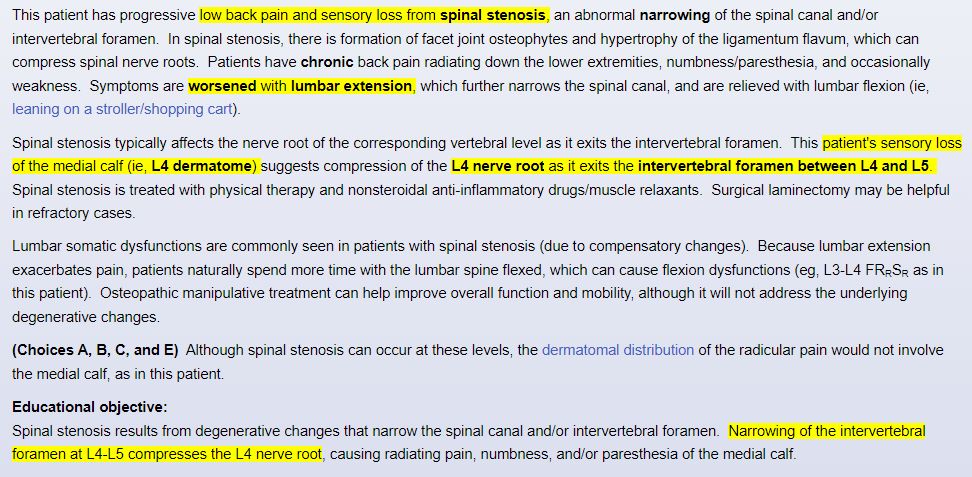 This patient has progressive low back pain and sensory loss from spinal stenosis, an abnormal narrowing of the spinal canal and/or
intervertebral foramen.  In spinal stenosis, there is formation of facet joint osteophytes and hypertrophy of the ligamentum flavum, which can
compress spinal nerve roots.  Patients have chronic back pain radiating down the lower extremities, numbness/paresthesia, and occasionally
weakness.  Symptoms are worsened with lumbar extension, which further narrows the spinal canal, and are relieved with lumbar flexion (ie,
leaning on a stroller/shopping cart).
Spinal stenosis typically affects the nerve root of the corresponding vertebral level as it exits the intervertebral foramen.  This patient's sensory loss
of the medial calf (ie, L4 dermatome) suggests compression of the L4 nerve root as it exits the intervertebral foramen between L4 and L5.
Spinal stenosis is treated with physical therapy and nonsteroidal anti-inflammatory drugs/muscle relaxants.  Surgical laminectomy may be helpful
in refractory cases.
Lumbar somatic dysfunctions are commonly seen in patients with spinal stenosis (due to compensatory changes).  Because lumbar extension
exacerbates pain, patients naturally spend more time with the lumbar spine flexed, which can cause flexion dysfunctions (eg, L3-L4 FRRSR as in
this patient).  Osteopathic manipulative treatment can help improve overall function and mobility, although it will not address the underlying
degenerative changes.
(Choices A, B, C, and E)  Although spinal stenosis can occur at these levels, the dermatomal distribution of the radicular pain would not involve
the medial calf, as in this patient.
Educational objective:
Spinal stenosis results from degenerative changes that narrow the spinal canal and/or intervertebral foramen.  Narrowing of the intervertebral
foramen at L4-L5 compresses the L4 nerve root, causing radiating pain, numbness, and/or paresthesia of the medial calf.